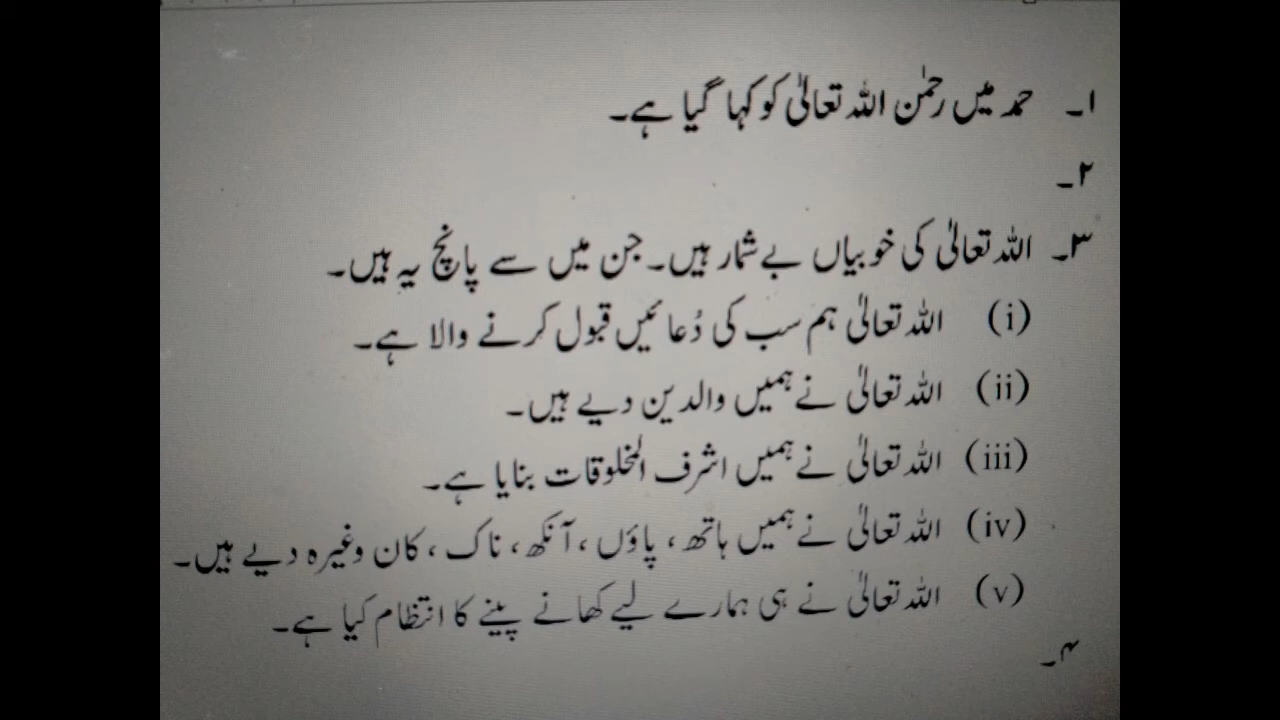 ۱۔ حمد میں رحمٰن اللہ تعالیٰ کو کہا گیا ہے۔
۲۔
۳۔ اللہ تعالیٰ کی خوبیاں بے شمار ہیں۔ جن میں سے پانچ یہ ہیں۔
(i) اللہ تعالیٰ ہم سب کی دُعائیں قبول کرنے والا ہے۔
(ii) اللہ تعالیٰ نے ہمیں والدین دیے ہیں۔
(iii) اللہ تعالیٰ نے ہمیں اشرف المخلوقات بنایا ہے۔
(iv) اللہ تعالیٰ نے ہمیں ہاتھ، پاؤں، آنکھ، ناک، کان وغیرہ دیے ہیں۔
(v) اللہ تعالیٰ نے ہی ہمارے لیے کھانے پینے کا انتظام کیا ہے۔
۴۔